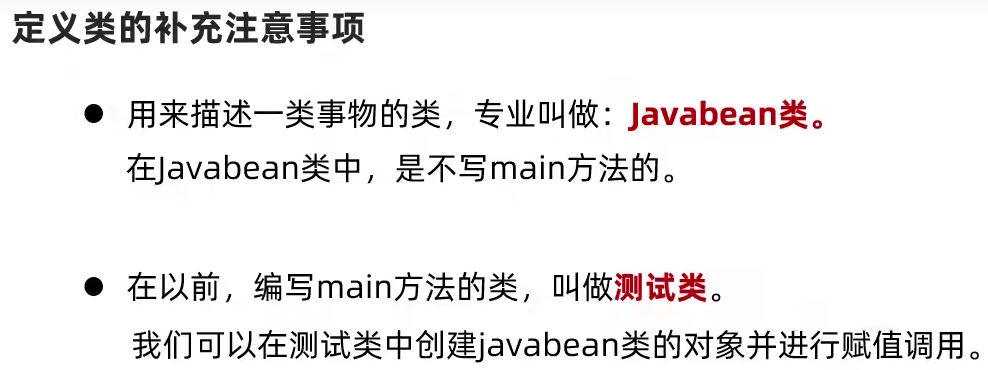 定义类的补充注意事项
● 用来描述一类事物的类，专业叫做：Javabean类。
在Javabean类中，是不写main方法的。
● 在以前，编写main方法的类，叫做测试类。
我们可以在测试类中创建javabean类的对象并进行赋值调用。